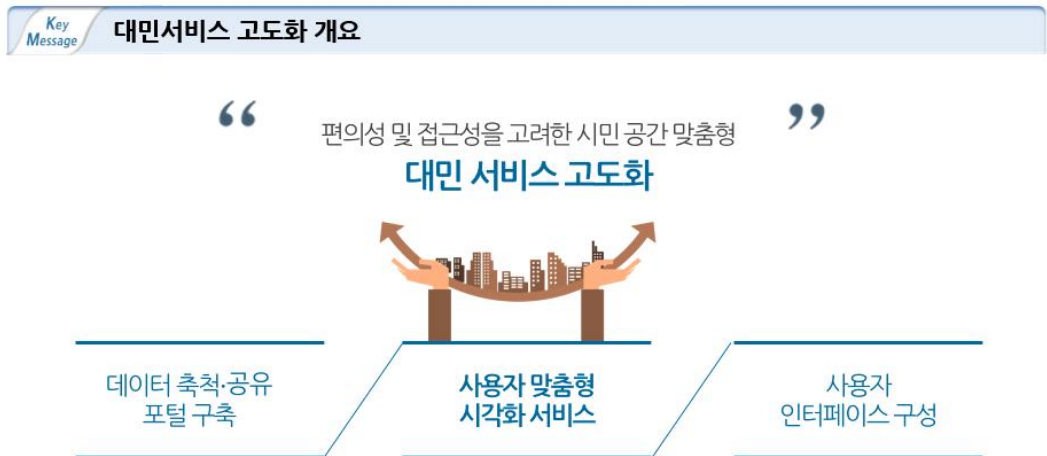 Key
Message
대민서비스 고도화 개요
“ 편의성 및 접근성을 고려한 시민 공간 맞춤형 ”
대민 서비스 고도화
데이터 축척·공유
포털 구축
사용자 맞춤형
시각화 서비스
사용자
인터페이스 구성